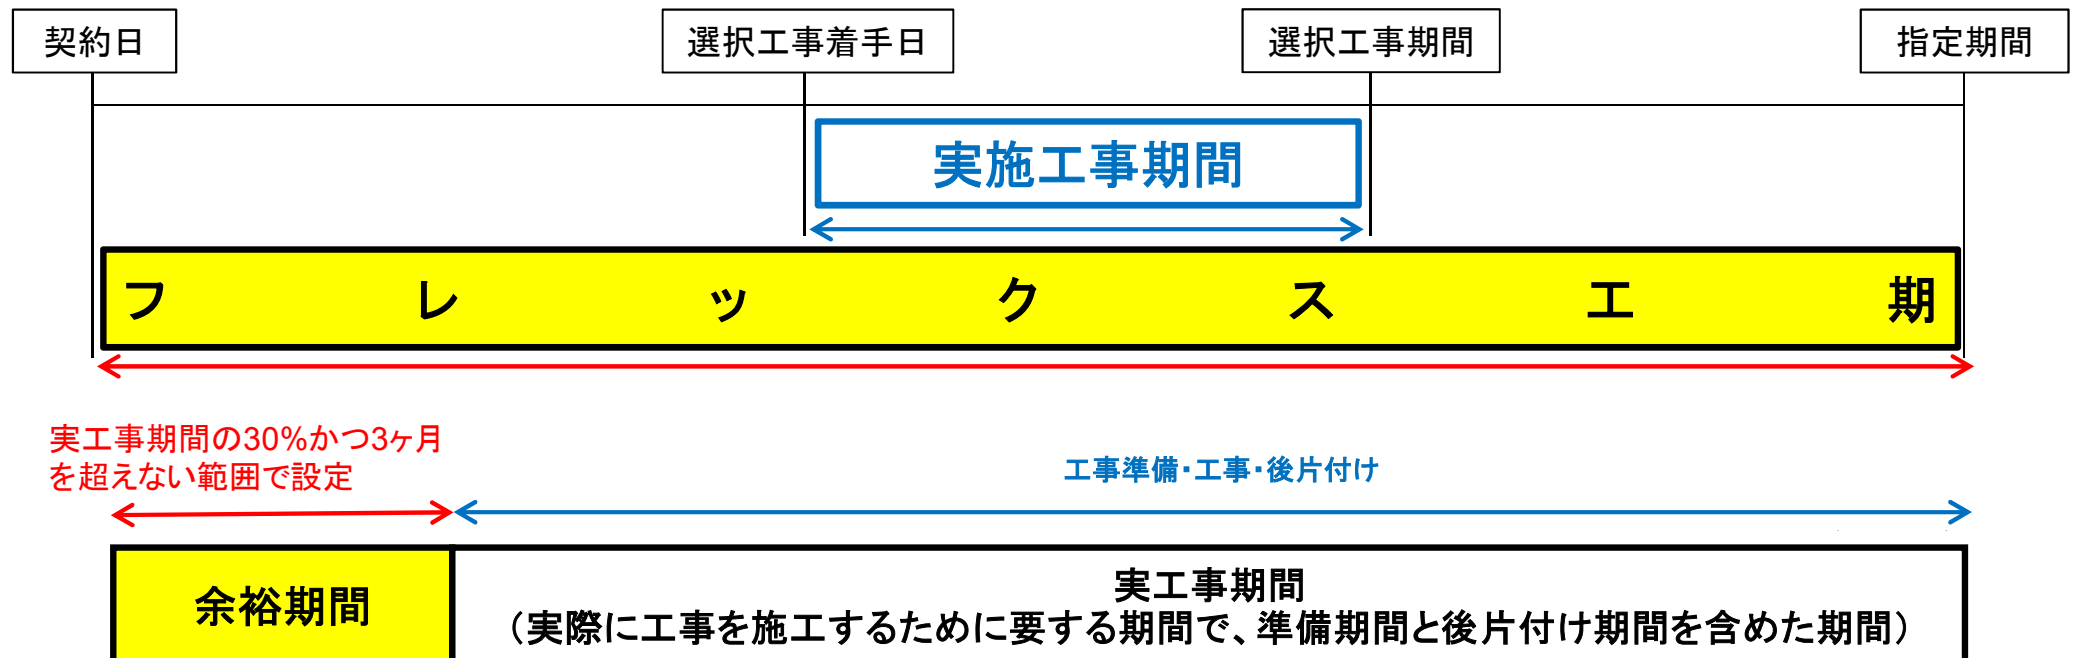 契約日
選択工事着手日
選択工事期間
指定期間
実施工事期間
フレックス工期
実工事期間の30%かつ3ヶ月
を超えない範囲で設定
工事準備・工事・後片付け
余裕期間
実工事期間
（実際に工事を施工するために要する期間で、準備期間と後片付け期間を含めた期間）